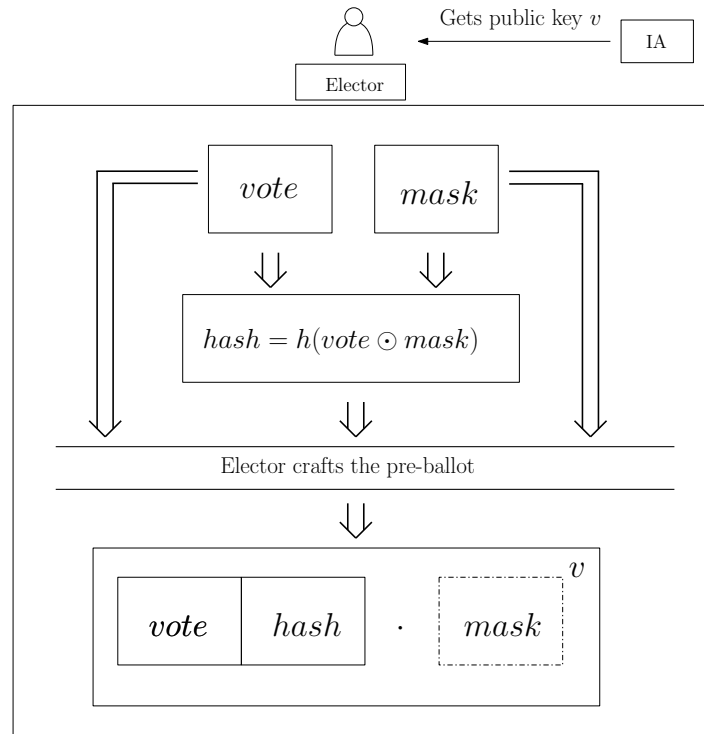 Gets public key v
IA
Elector
vote
mask
hash = h(vote ⊙ mask)
Elector crafts the pre-ballot
v
vote hash · mask